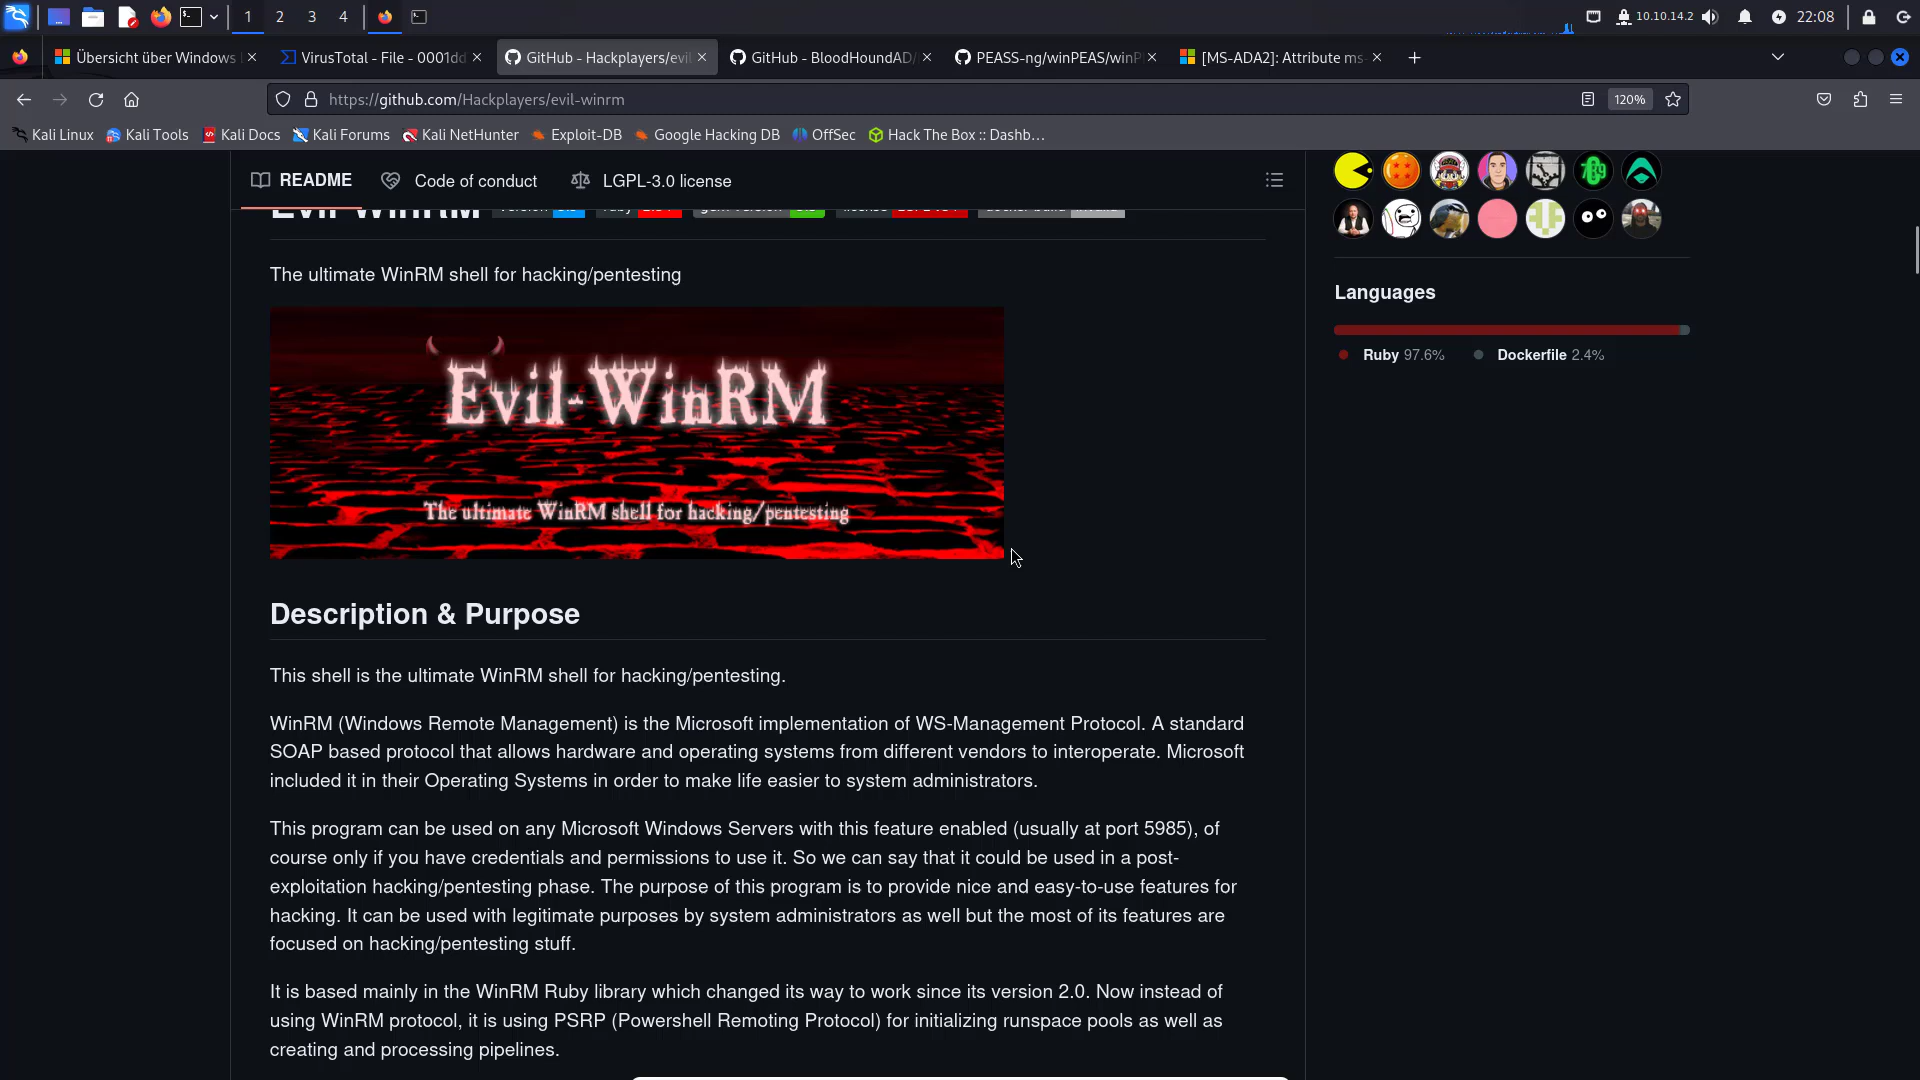 1 2 3 4
10.10.14.2 22:08
Übersicht über Windows
VirusTotal - File - 0001dd
GitHub - Hackplayers/evil
GitHub - BloodHoundAD/
PEASS-ng/winPEAS/winP
[MS-ADA2]: Attribute ms
https://github.com/Hackplayers/evil-winrm
120%
Kali Linux Kali Tools Kali Docs Kali Forums Kali NetHunter Exploit-DB Google Hacking DB OffSec Hack The Box :: Dashb…
README Code of conduct LGPL-3.0 license
The ultimate WinRM shell for hacking/pentesting
Evil-WinRM
The ultimate WinRM shell for hacking/pentesting
Description & Purpose
This shell is the ultimate WinRM shell for hacking/pentesting.
WinRM (Windows Remote Management) is the Microsoft implementation of WS-Management Protocol. A standard
SOAP based protocol that allows hardware and operating systems from different vendors to interoperate. Microsoft
included it in their Operating Systems in order to make life easier to system administrators.
This program can be used on any Microsoft Windows Servers with this feature enabled (usually at port 5985), of
course only if you have credentials and permissions to use it. So we can say that it could be used in a post-
exploitation hacking/pentesting phase. The purpose of this program is to provide nice and easy-to-use features for
hacking. It can be used with legitimate purposes by system administrators as well but the most of its features are
focused on hacking/pentesting stuff.
It is based mainly in the WinRM Ruby library which changed its way to work since its version 2.0. Now instead of
using WinRM protocol, it is using PSRP (Powershell Remoting Protocol) for initializing runspace pools as well as
creating and processing pipelines.
Languages
Ruby 97.6% Dockerfile 2.4%